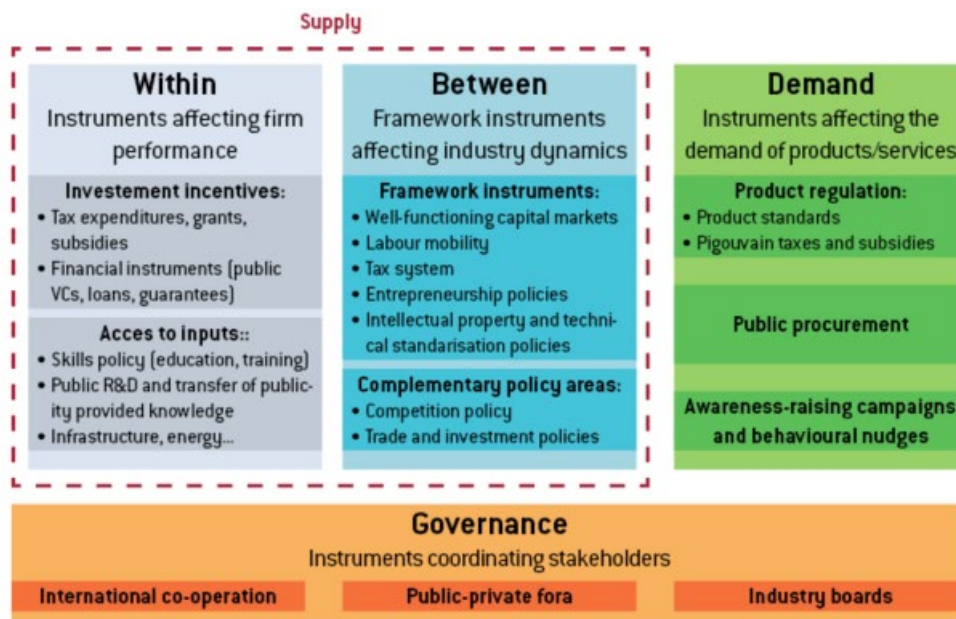 Supply
Within
Instruments affecting firm
performance
Investement incentives:
• Tax expenditures, grants,
subsidies
• Financial instruments (public
VCs, loans, guarantees)
Acces to inputs::
• Skills policy (education, training)
• Public R&D and transfer of public-
ity provided knowledge
• Infrastructure, energy...
Between
Framework instruments
affecting industry dynamics
Framework instruments:
• Well-functioning capital markets
• Labour mobility
• Tax system
• Entrepreneurship policies
• Intellectual property and techni-
cal standarisation policies
Complementary policy areas:
• Competition policy
• Trade and investment policies
Demand
Instruments affecting the
demand of products/services
Product regulation:
• Product standards
• Pigouvain taxes and subsidies
Public procurement
Awareness-raising campaigns
and behavioural nudges
Governance
Instruments coordinating stakeholders
International co-operation
Public-private fora
Industry boards